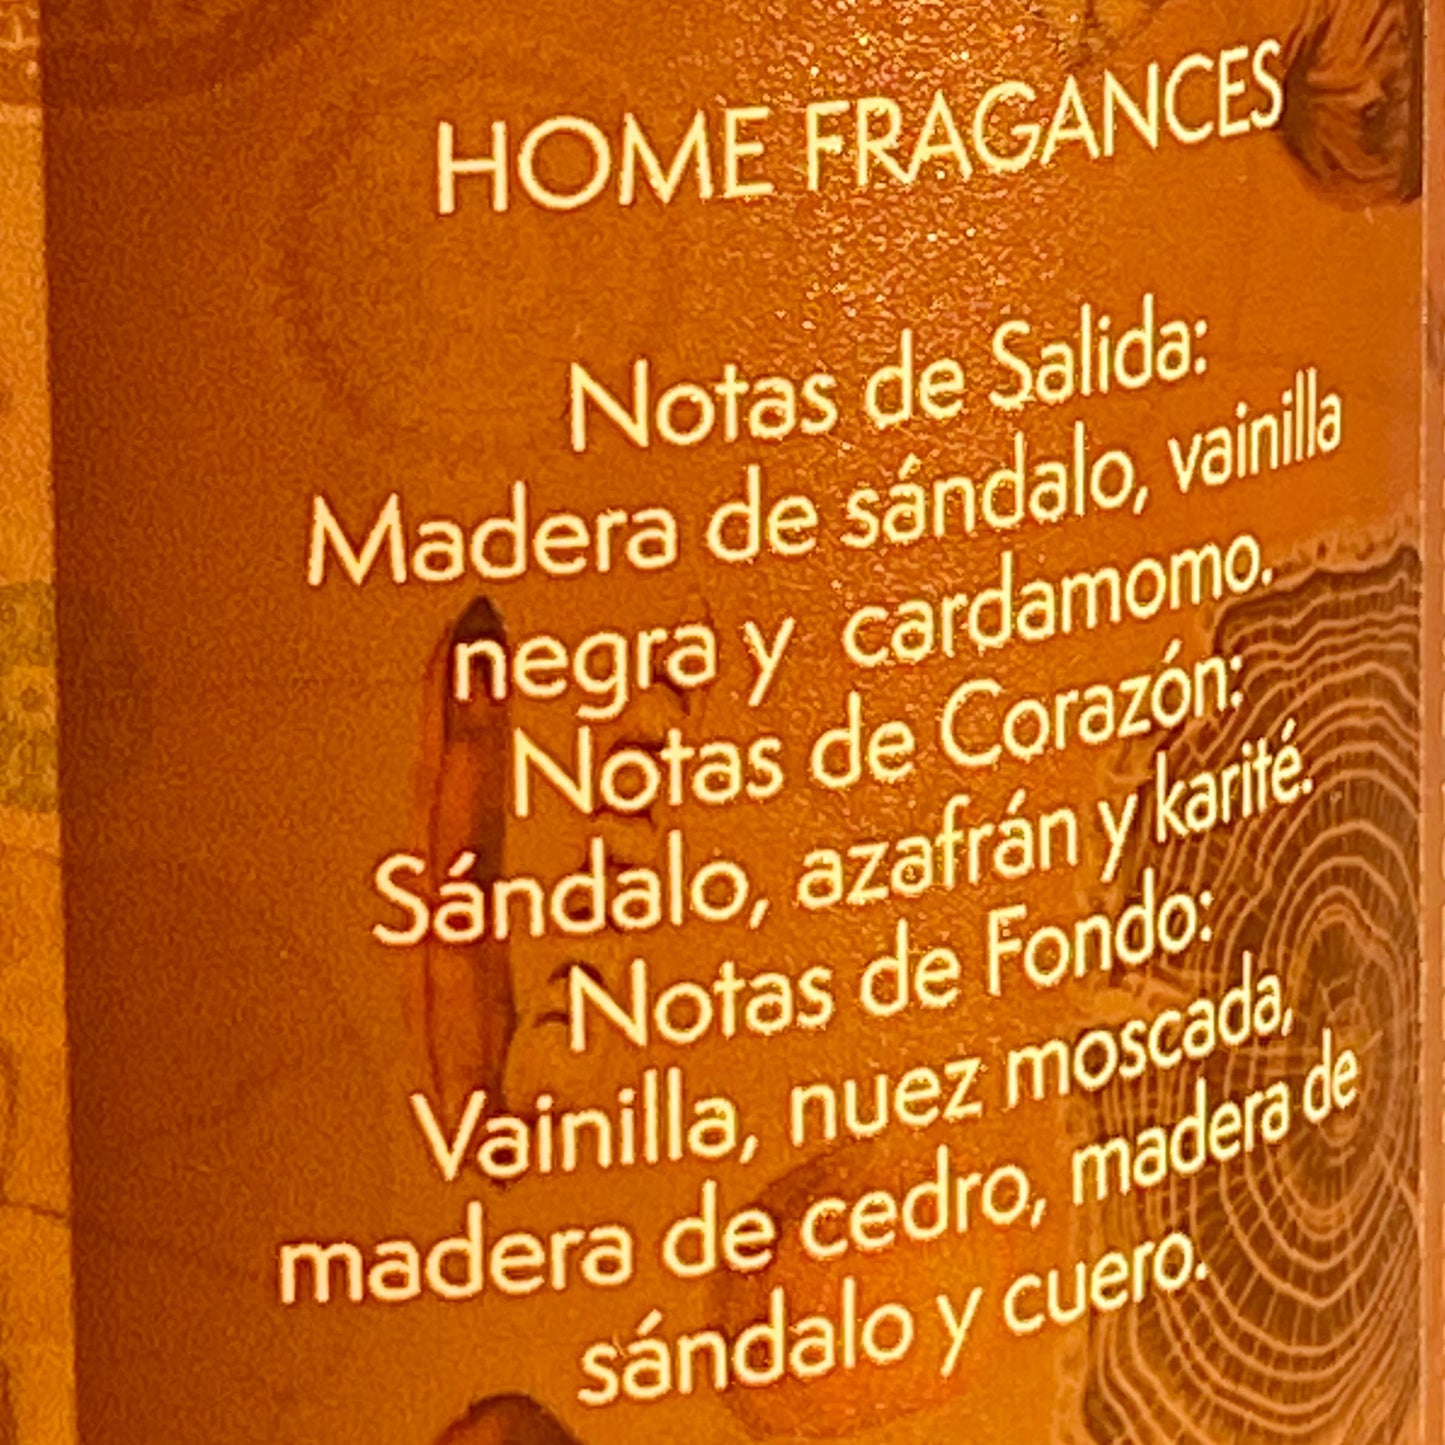 HOME FRAGANCES
Notas de Salida:
Madera de sándalo, vainilla
negra y cardamomo.
Notas de Corazón:
Sándalo, azafrán y karité.
Notas de Fondo:
Vainilla, nuez moscada,
madera de cedro, madera de
sándalo y cuero.